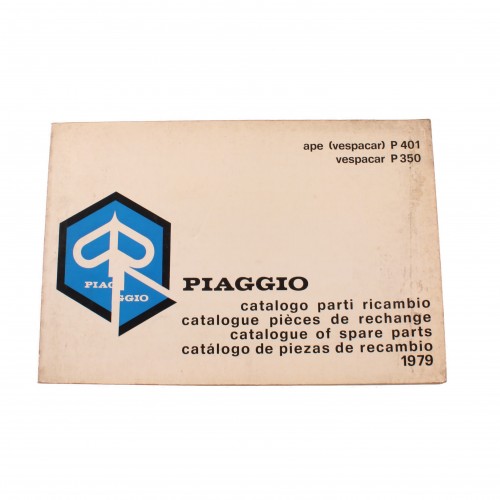 ape (vespacar) P 401
vespacar P 350
PIAGGIO
PIAGGIO
catalogo parti ricambio
catalogue pièces de rechange
catalogue of spare parts
catálogo de piezas de recambio
1979